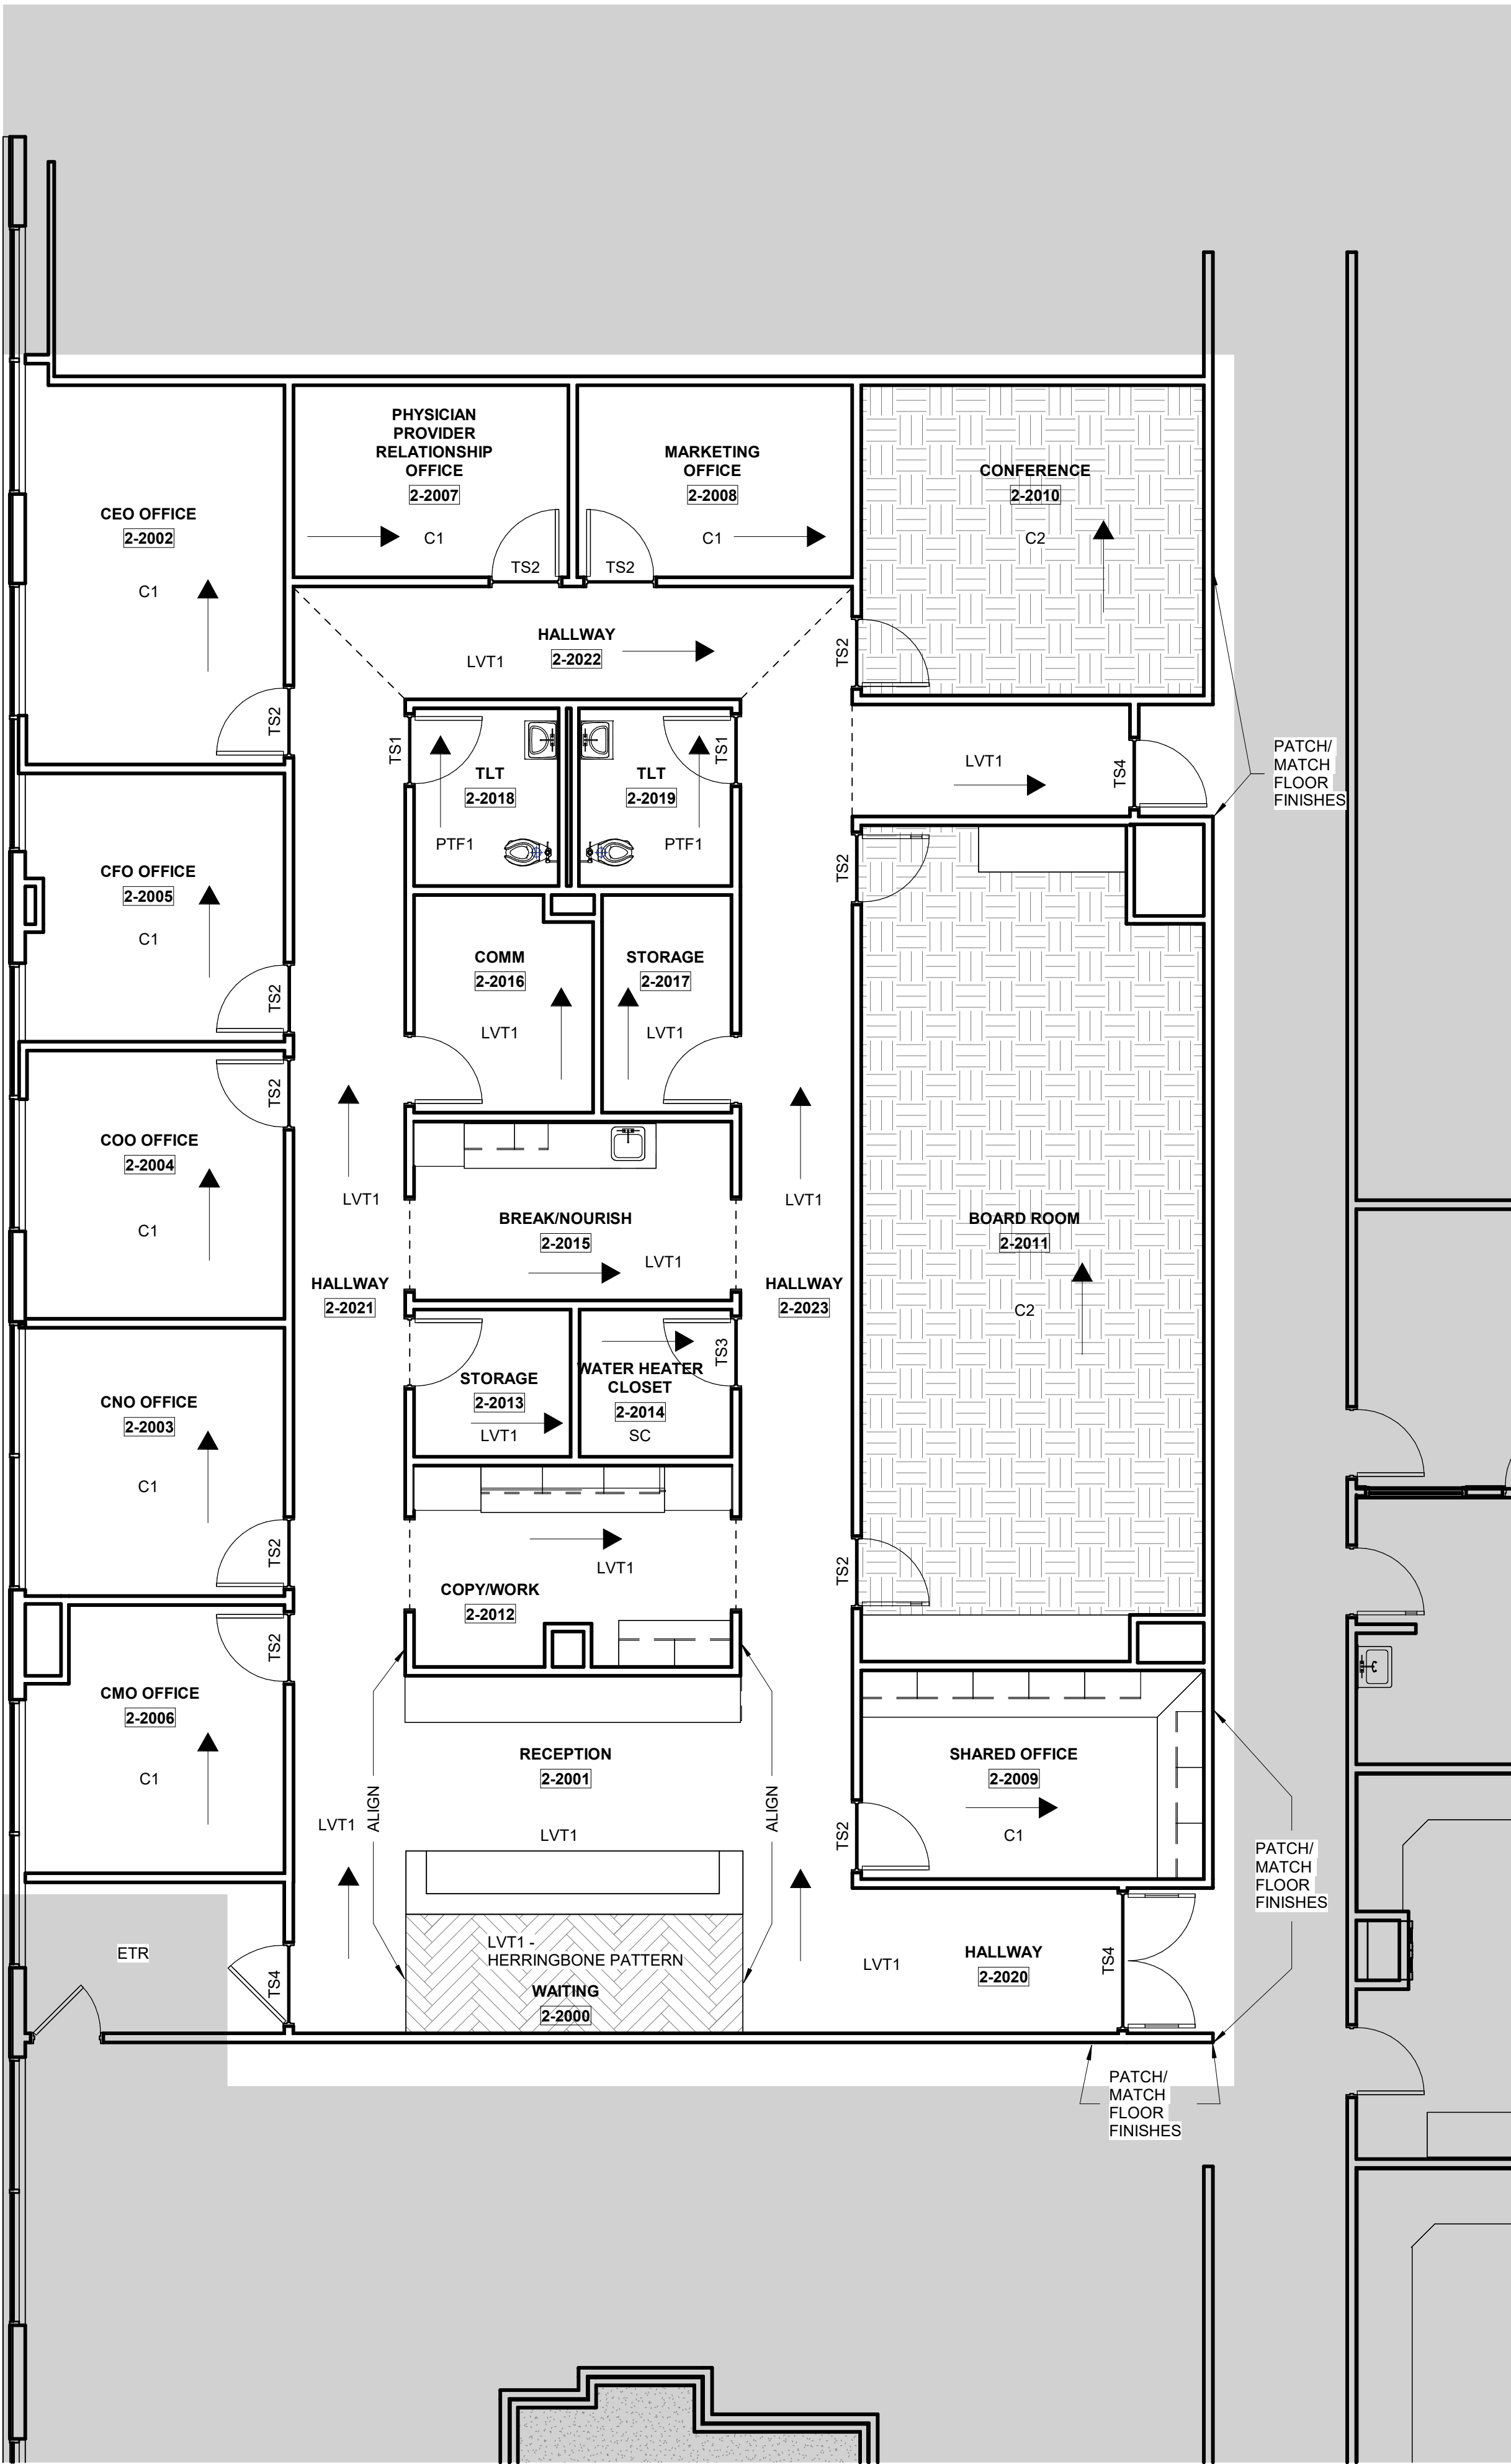 PHYSICIAN
PROVIDER
RELATIONSHIP
OFFICE
2-2007
C1
TS2
MARKETING
OFFICE
2-2008
C1
TS2
CONFERENCE
2-2010
C2
TS2
CEO OFFICE
2-2002
C1
TS2
HALLWAY
2-2022
LVT1
TS1
TLT
2-2018
PTF1
TLT
2-2019
PTF1
TS1
LVT1
TS4
PATCH/
MATCH
FLOOR
FINISHES
CFO OFFICE
2-2005
C1
TS2
COMM
2-2016
LVT1
STORAGE
2-2017
LVT1
TS2
COO OFFICE
2-2004
C1
TS2
LVT1
HALLWAY
2-2021
BREAK/NOURISH
2-2015
LVT1
LVT1
HALLWAY
2-2023
BOARD ROOM
2-2011
C2
TS2
CNO OFFICE
2-2003
C1
TS2
STORAGE
2-2013
LVT1
WATER HEATER
CLOSET
2-2014
SC
TS3
LVT1
COPY/WORK
2-2012
CMO OFFICE
2-2006
C1
TS2
ALIGN
RECEPTION
2-2001
LVT1
LVT1
ALIGN
SHARED OFFICE
2-2009
C1
TS2
PATCH/
MATCH
FLOOR
FINISHES
ETR
TS4
LVT1 -
HERRINGBONE PATTERN
WAITING
2-2000
LVT1
HALLWAY
2-2020
TS4
PATCH/
MATCH
FLOOR
FINISHES